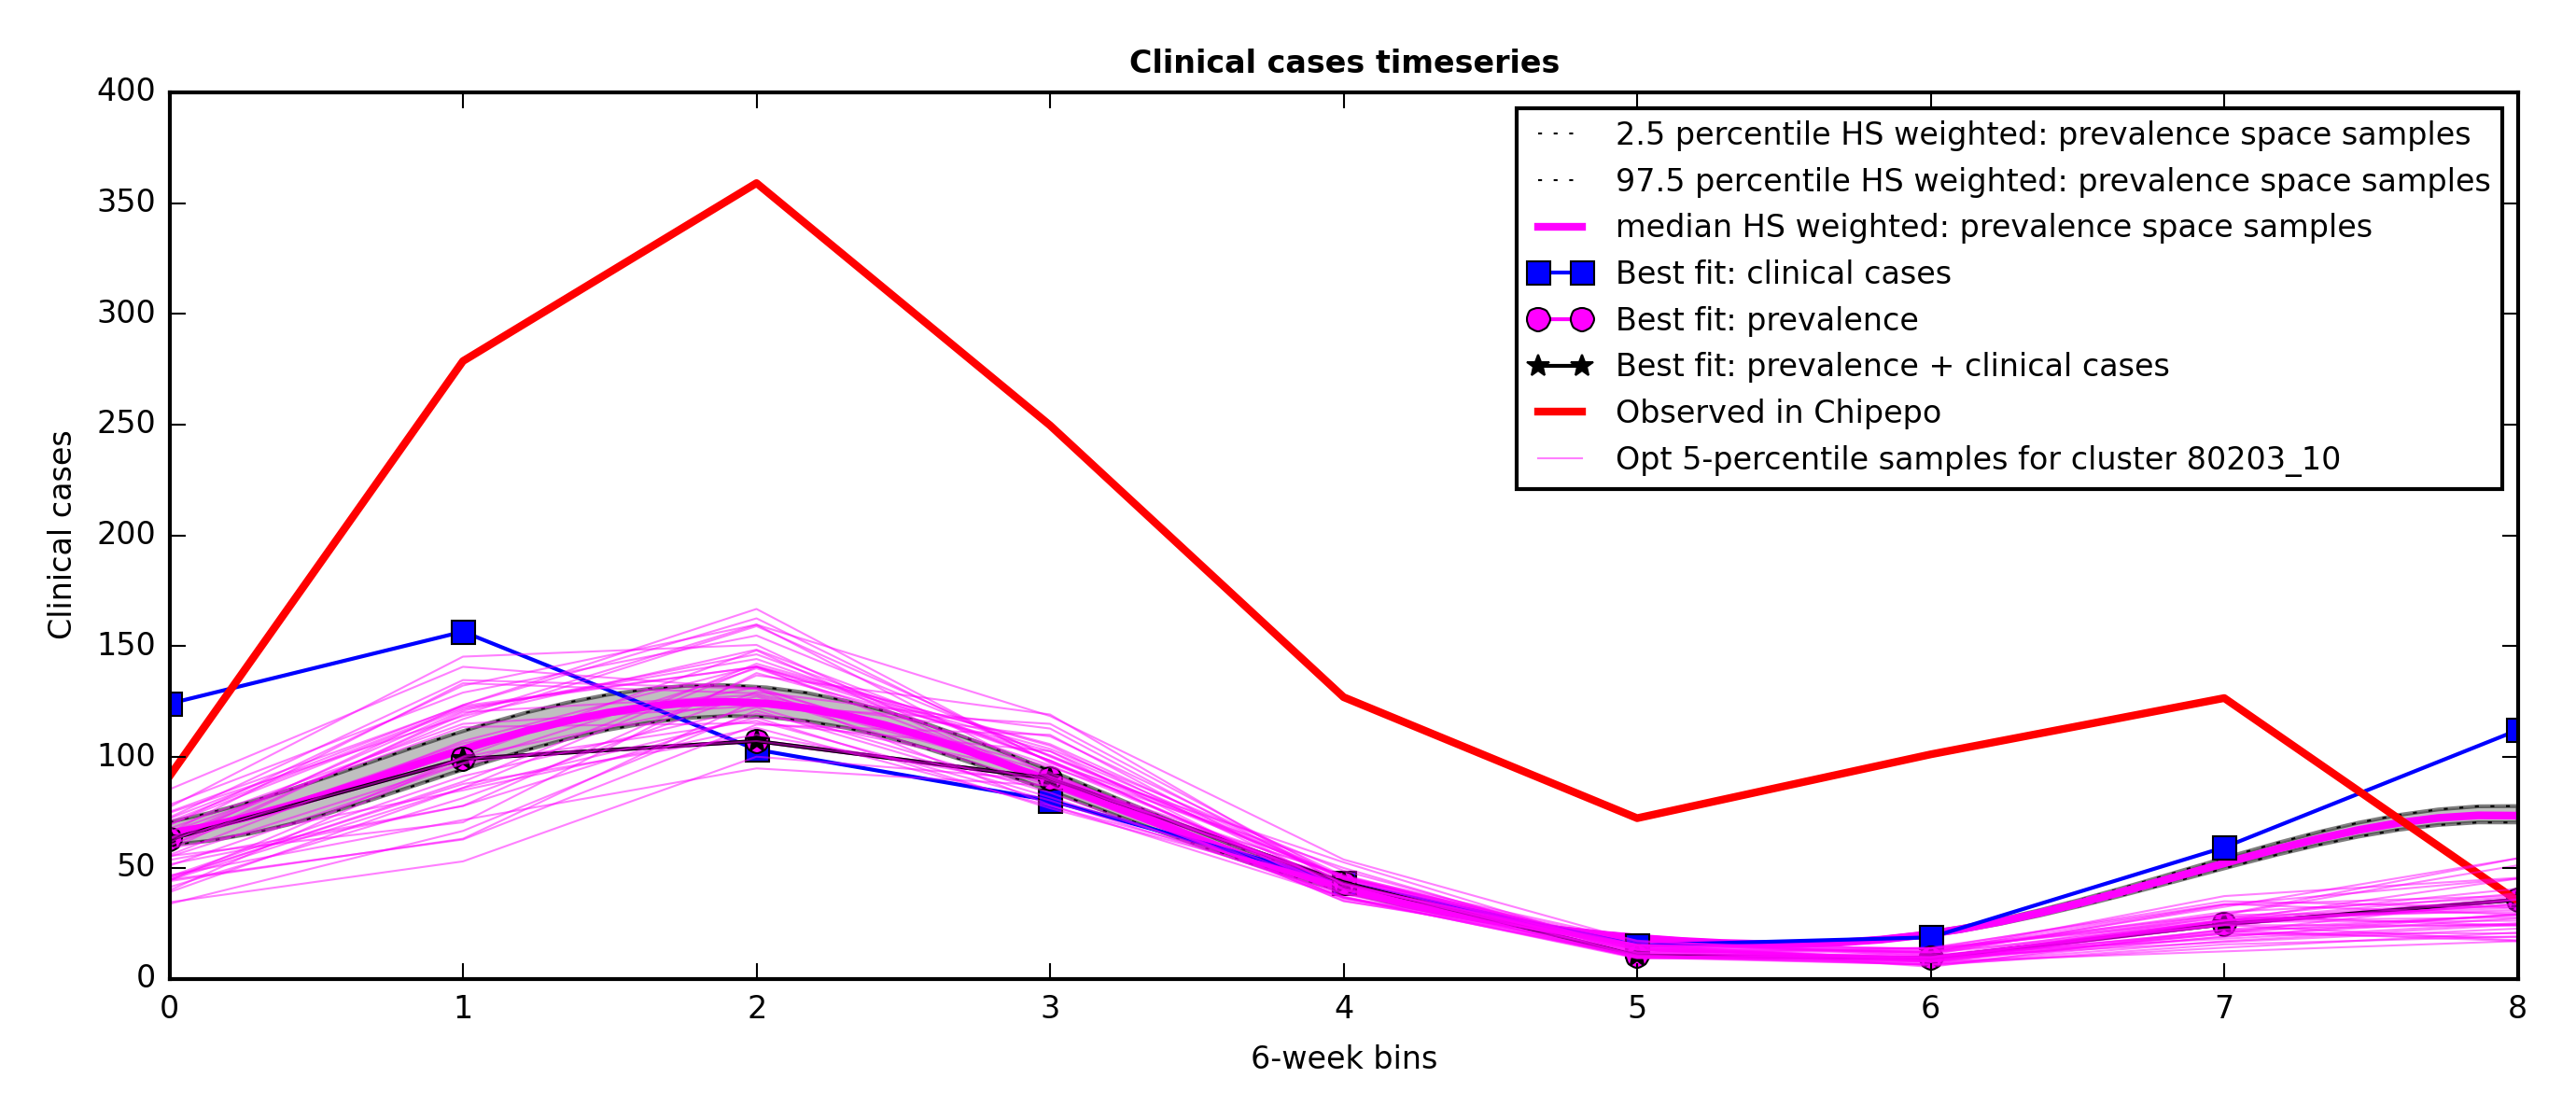 Clinical cases timeseries
400
350
300
250
200
150
100
50
0
Clinical cases
2.5 percentile HS weighted: prevalence space samples
97.5 percentile HS weighted: prevalence space samples
median HS weighted: prevalence space samples
Best fit: clinical cases
Best fit: prevalence
Best fit: prevalence + clinical cases
Observed in Chipepo
Opt 5-percentile samples for cluster 80203_10
0 1 2 3 4 5 6 7 8
6-week bins